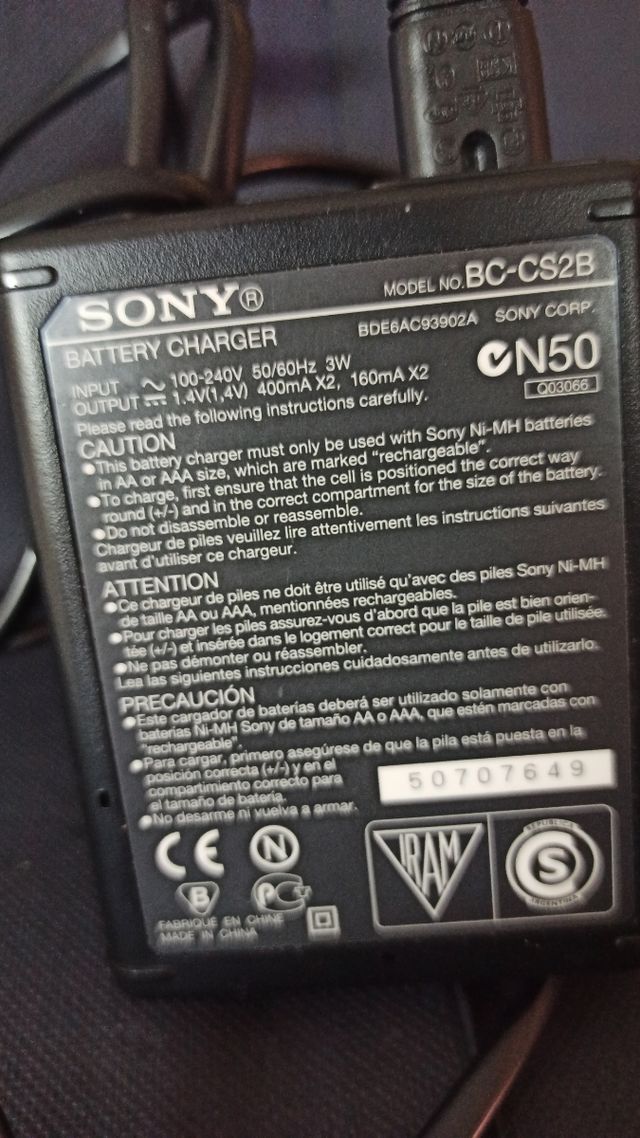 SONY®
MODEL NO. BC-CS2B
BATTERY CHARGER
BDE6AC93902A SONY CORP.
INPUT ~ 100-240V 50/60Hz 3W
OUTPUT ⎓ 1.4V(1,4V) 400mA X2, 160mA X2
N50
Q03066
Please read the following instructions carefully.
CAUTION
●This battery charger must only be used with Sony Ni-MH batteries
in AA or AAA size, which are marked "rechargeable".
●To charge, first ensure that the cell is positioned the correct way
round (+/-) and in the correct compartment for the size of the battery.
●Do not disassemble or reassemble.
Chargeur de piles veuillez lire attentivement les instructions suivantes
avant d'utiliser ce chargeur.
ATTENTION
●Ce chargeur de piles ne doit être utilisé qu'avec des piles Sony Ni-MH
de taille AA ou AAA, mentionnées rechargeables.
●Pour charger les piles assurez-vous d'abord que la pile est bien orien-
tée (+/-) et insérée dans le logement correct pour le taille de pile utilisée.
●Ne pas démonter ou réassembler.
Lea las siguientes instrucciones cuidadosamente antes de utilizarlo.
PRECAUCIÓN
●Este cargador de baterías deberá ser utilizado solamente con
baterías Ni-MH Sony de tamaño AA o AAA, que estén marcadas con
"rechargeable".
●Para cargar, primero asegúrese de que la pila está puesta en la
posición correcta (+/-) y en el
compartimiento correcto para
el tamaño de batería.
●No desarme ni vuelva a armar.
50707649
CE N
B PCT
IRAM
REPUBLICA
S
ARGENTINA
FABRIQUE EN CHINE
MADE IN CHINA